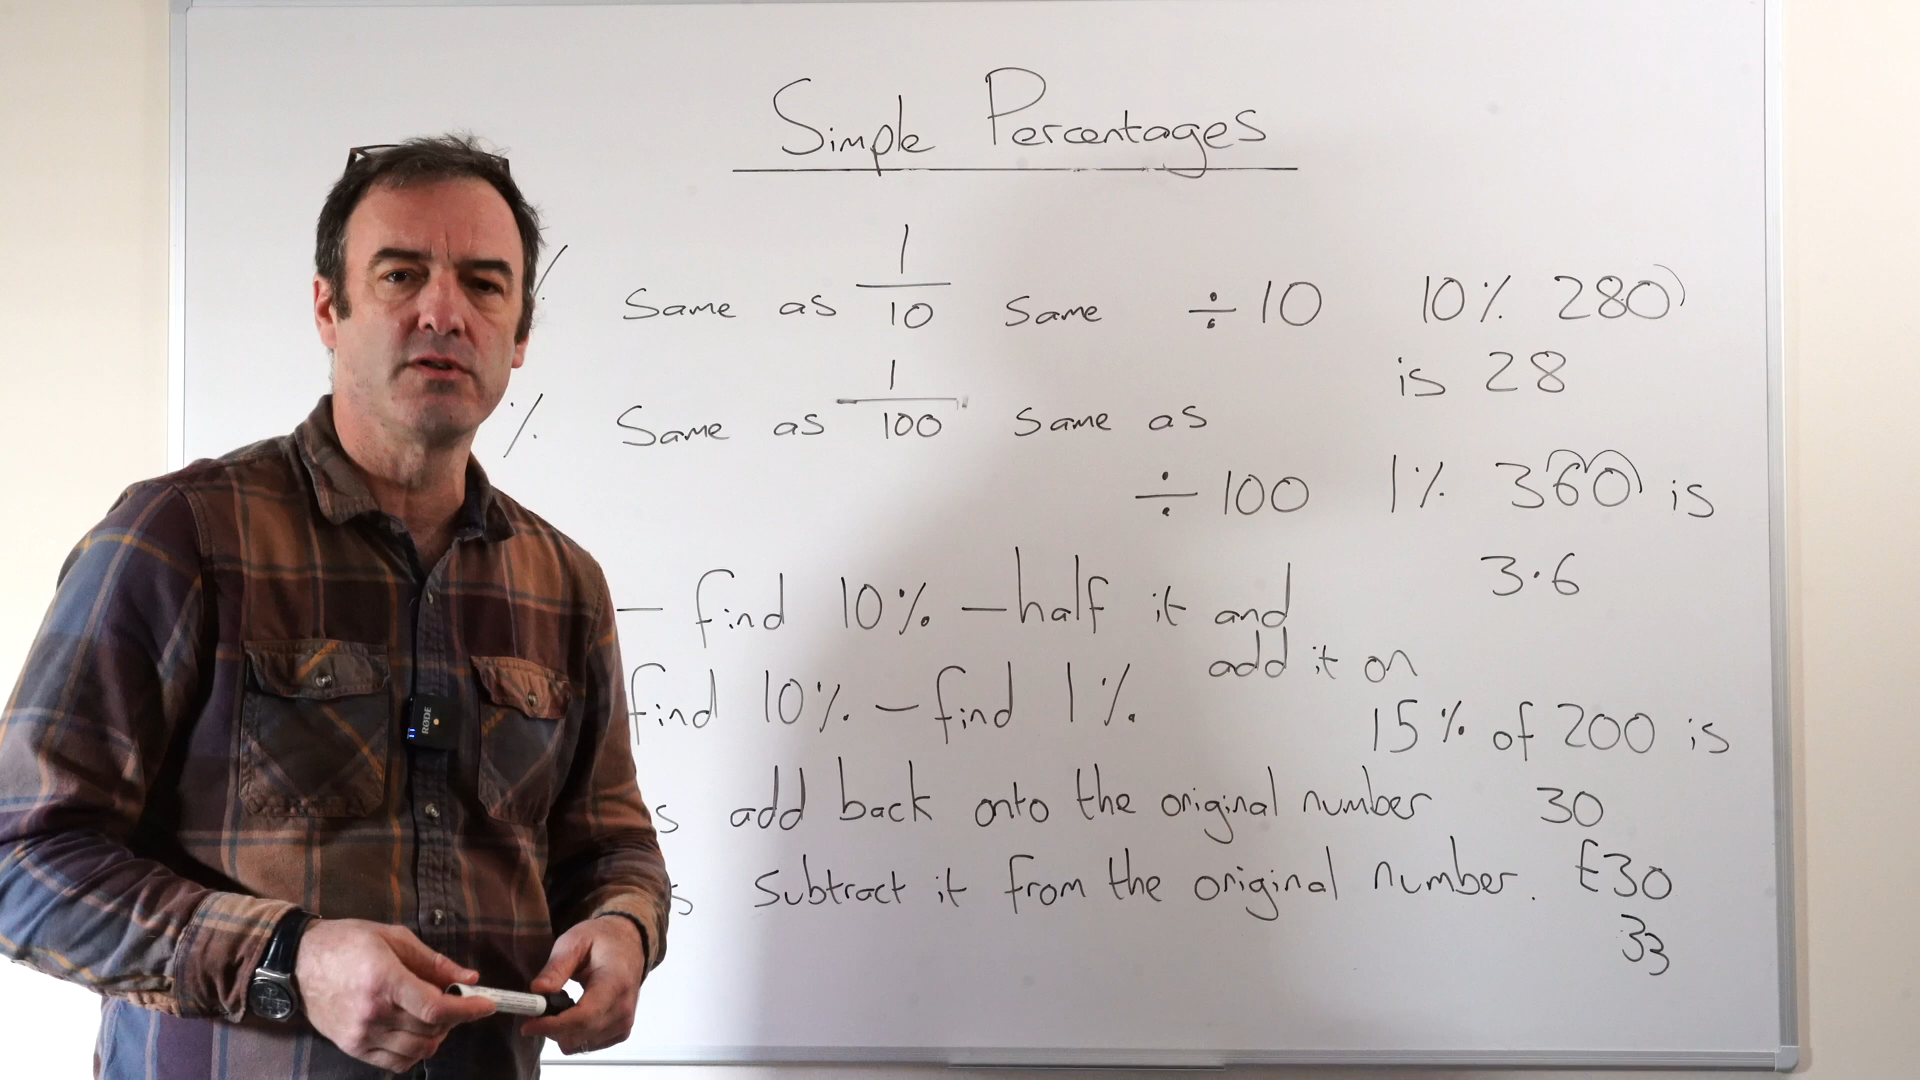 Simple Percentages
% Same as 1/10 Same ÷ 10 10% 280
is 28
% Same as 1/100 Same as
÷ 100 1% 360 is
3.6
— find 10% — half it and
add it on
find 10% — find 1%
15% of 200 is
s add back onto the original number 30
s Subtract it from the original number. £30
33
RØDE